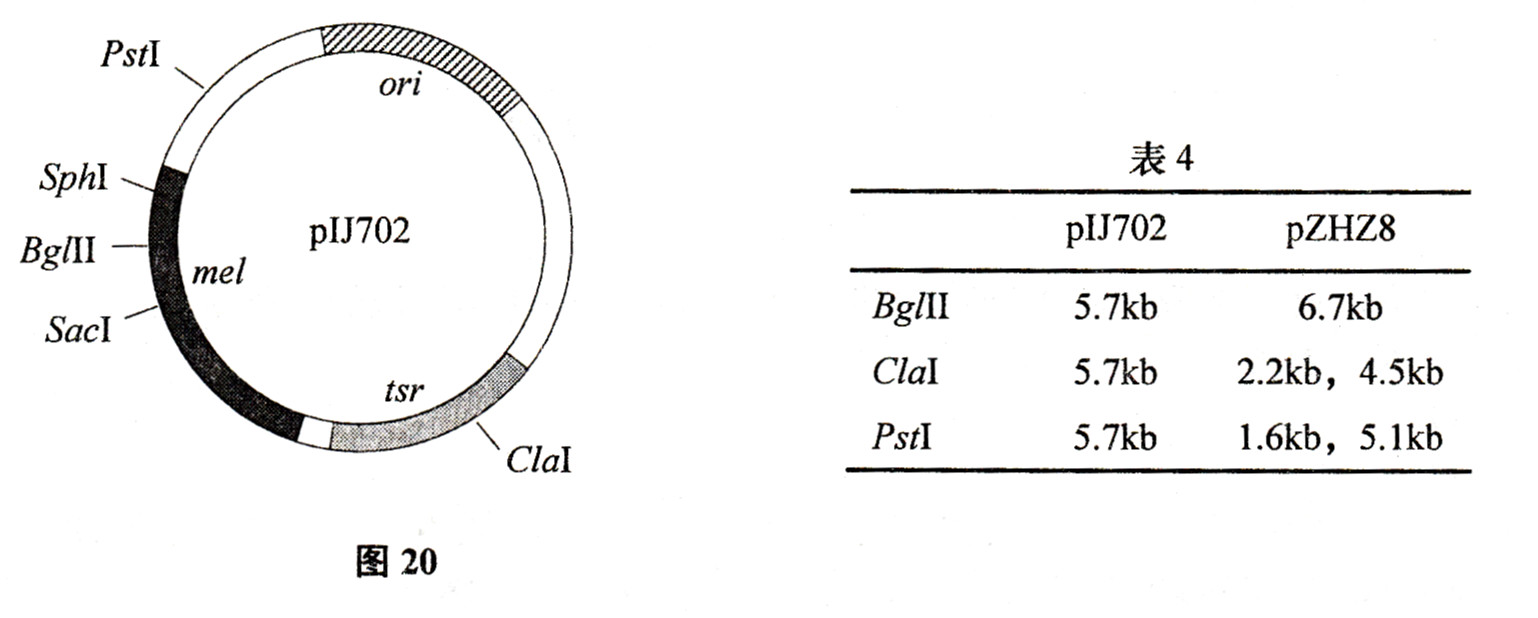 PstI
ori
SphI
pIJ702
BglII
mel
SacI
tsr
ClaI
图 20
表 4
pIJ702 pZHZ8
BglII 5.7kb 6.7kb
ClaI 5.7kb 2.2kb, 4.5kb
PstI 5.7kb 1.6kb, 5.1kb